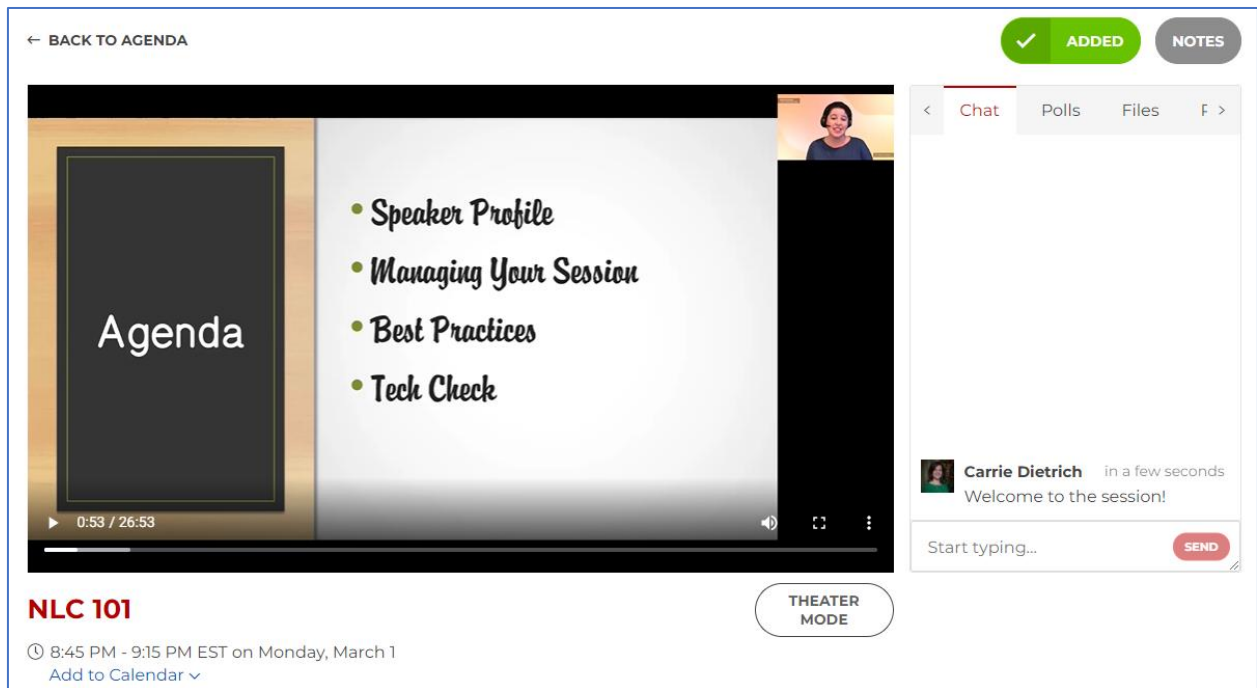 ← BACK TO AGENDA
ADDED
NOTES
Agenda
• Speaker Profile
• Managing Your Session
• Best Practices
• Tech Check
0:53 / 26:53
< Chat Polls Files >
Carrie Dietrich in a few seconds
Welcome to the session!
Start typing...
SEND
NLC 101
THEATER
MODE
8:45 PM - 9:15 PM EST on Monday, March 1
Add to Calendar